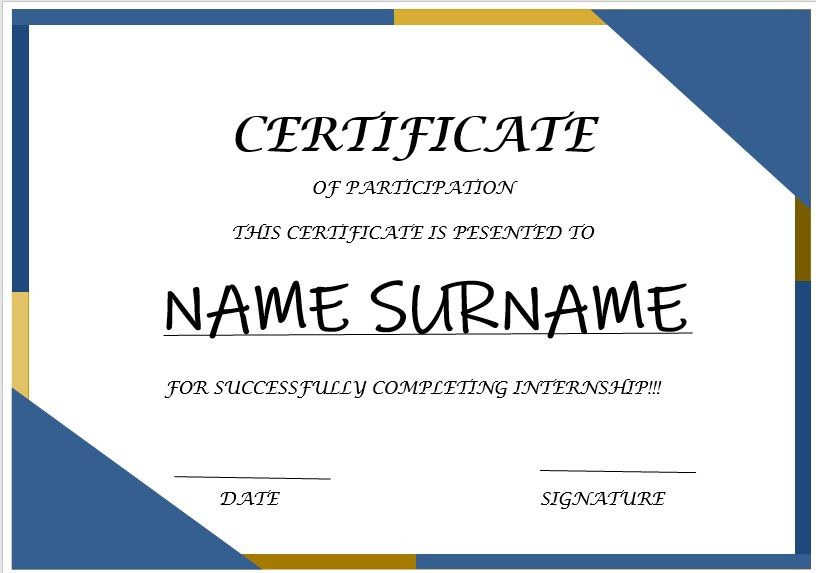 CERTIFICATE
OF PARTICIPATION
THIS CERTIFICATE IS PESENTED TO
NAME SURNAME
FOR SUCCESSFULLY COMPLETING INTERNSHIP!!!
DATE SIGNATURE